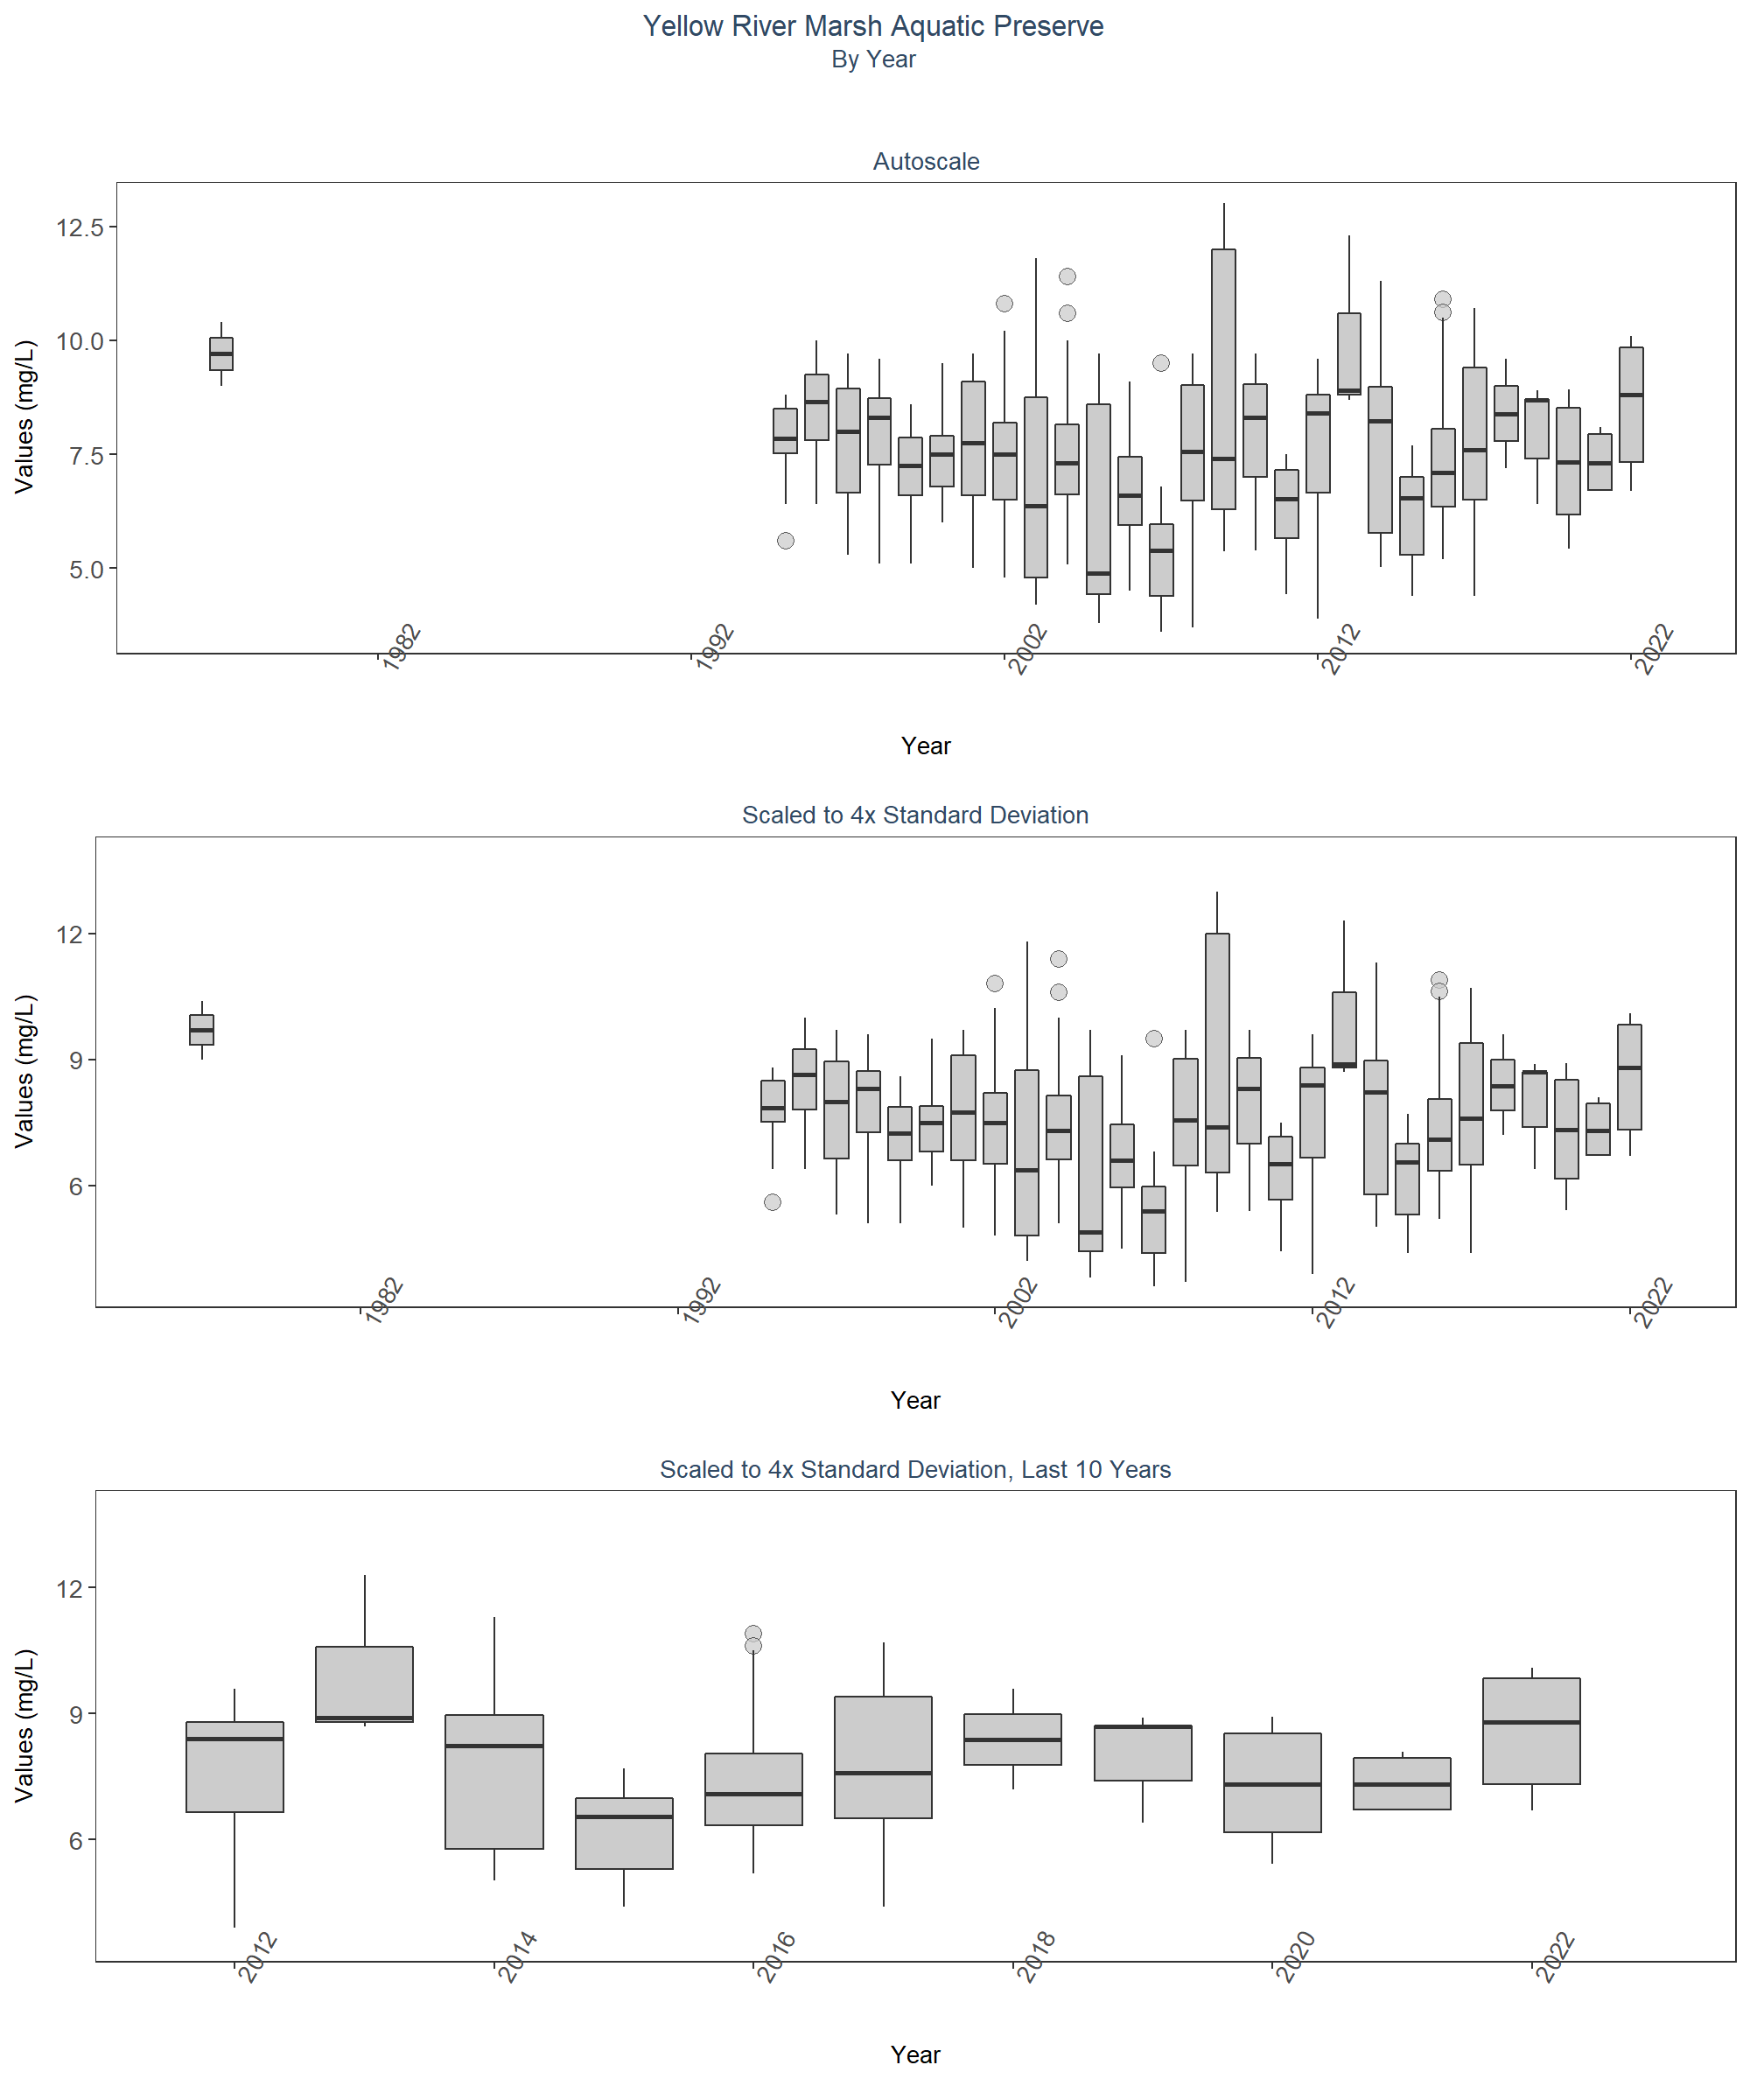 Yellow River Marsh Aquatic Preserve
By Year
Autoscale
Values (mg/L)
12.5
10.0
7.5
5.0
1982
1992
2002
2012
2022
Year
Scaled to 4x Standard Deviation
Values (mg/L)
12
9
6
1982
1992
2002
2012
2022
Year
Scaled to 4x Standard Deviation, Last 10 Years
Values (mg/L)
12
9
6
2012
2014
2016
2018
2020
2022
Year